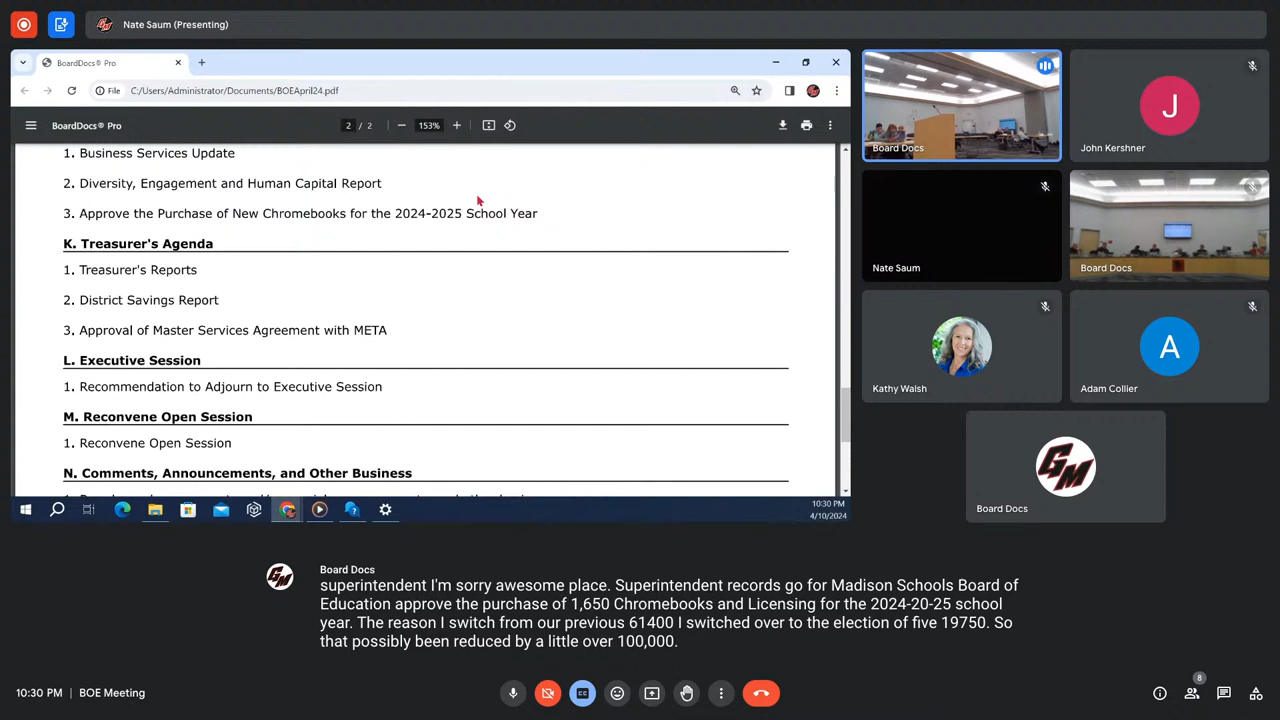 Nate Saum (Presenting)
BoardDocs® Pro
File C:/Users/Administrator/Documents/BOEApril24.pdf
BoardDocs® Pro 2 / 2 153%
1. Business Services Update
2. Diversity, Engagement and Human Capital Report
3. Approve the Purchase of New Chromebooks for the 2024-2025 School Year
K. Treasurer's Agenda
1. Treasurer's Reports
2. District Savings Report
3. Approval of Master Services Agreement with META
L. Executive Session
1. Recommendation to Adjourn to Executive Session
M. Reconvene Open Session
1. Reconvene Open Session
N. Comments, Announcements, and Other Business
10:30 PM
4/10/2024
Board Docs
J
John Kershner
Nate Saum
Board Docs
Kathy Walsh
A
Adam Collier
GM
Board Docs
GM
Board Docs
superintendent I'm sorry awesome place. Superintendent records go for Madison Schools Board of
Education approve the purchase of 1,650 Chromebooks and Licensing for the 2024-20-25 school
year. The reason I switch from our previous 61400 I switched over to the election of five 19750. So
that possibly been reduced by a little over 100,000.
10:30 PM | BOE Meeting
CC
8